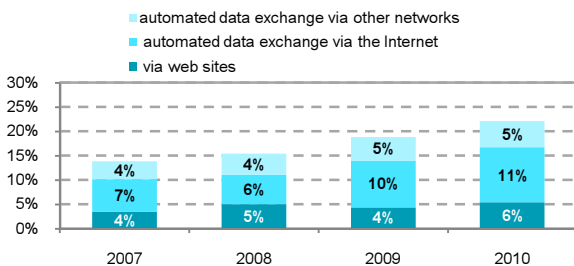 automated data exchange via other networks
automated data exchange via the Internet
via web sites
30%
25%
20%
15%
10%
5%
0%
4% 4% 5% 5%
7% 6% 10% 11%
4% 5% 4% 6%
2007 2008 2009 2010